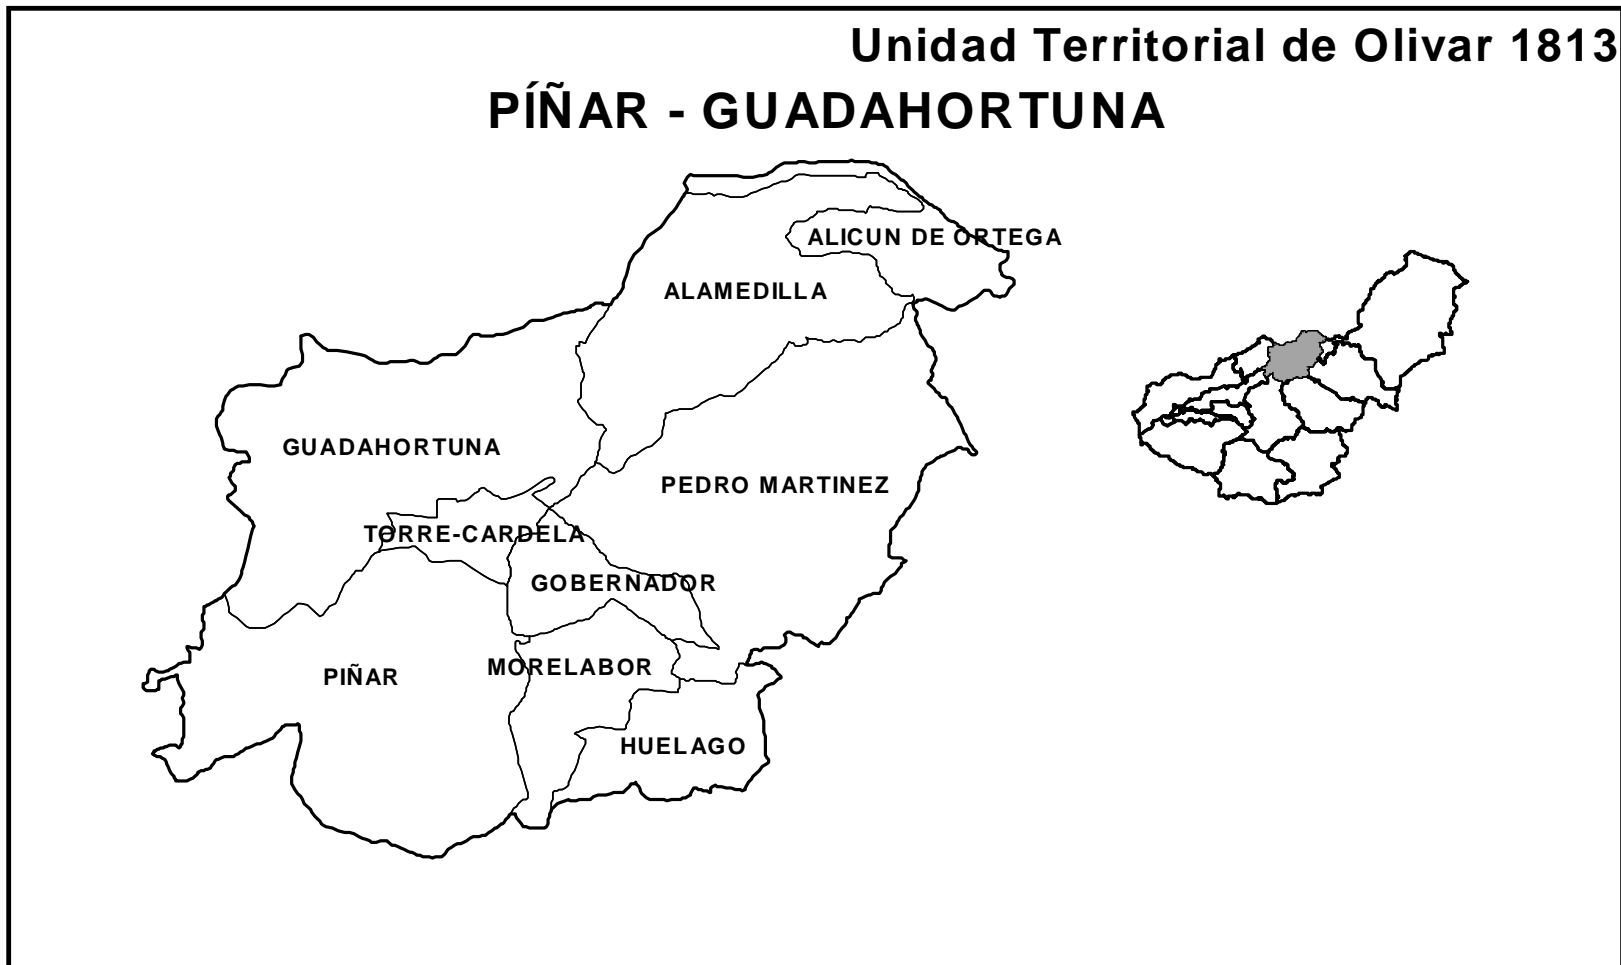 Unidad Territorial de Olivar 1813
PÍÑAR - GUADAHORTUNA
ALICUN DE ORTEGA
ALAMEDILLA
GUADAHORTUNA
PEDRO MARTINEZ
TORRE-CARDELA
GOBERNADOR
MORELABOR
PIÑAR
HUELAGO